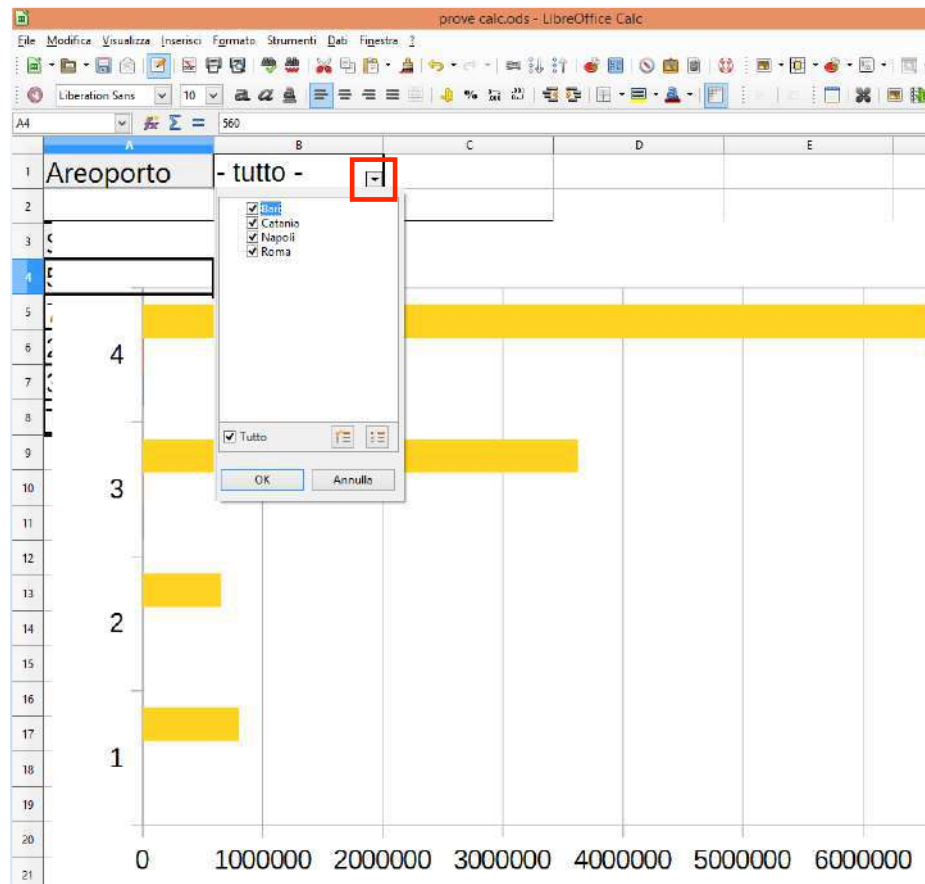 prove calc.ods - LibreOffice Calc
File Modifica Visualizza Inserisci Formato Strumenti Dati Finestra ?
Liberation Sans 10
A4 560
A B C D E
1 Areoporto - tutto -
2
3
4
5
6
7
8
9
10
11
12
13
14
15
16
17
18
19
20
21
Bari
Catania
Napoli
Roma
Tutto
OK Annulla
4
3
2
1
0 1000000 2000000 3000000 4000000 5000000 6000000